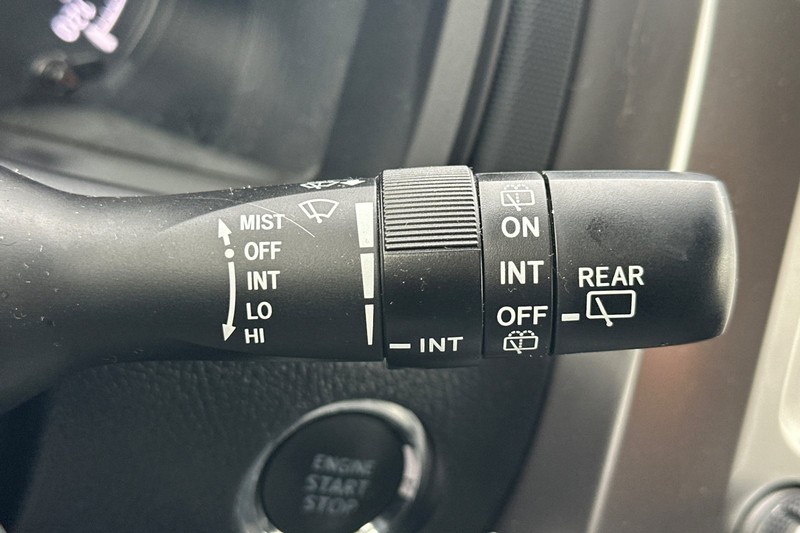 MIST
OFF
INT
LO
HI
INT
ON
INT
OFF
REAR
ENGINE
START
STOP